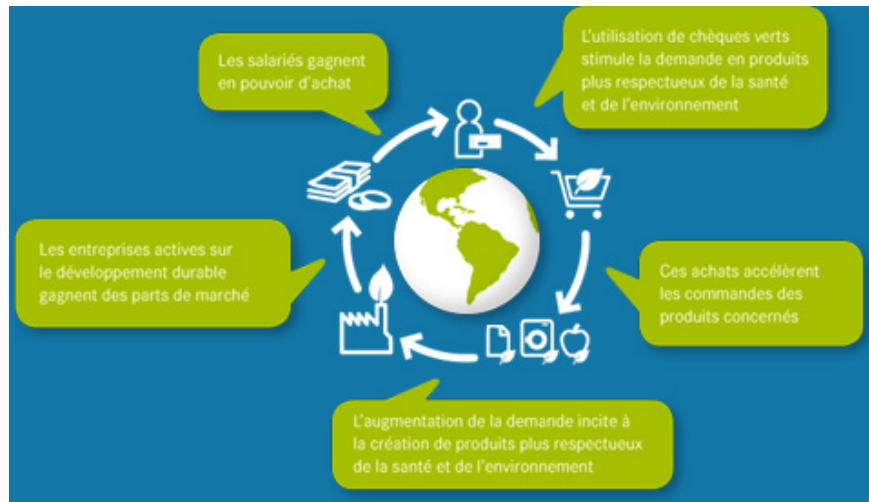 Les salariés gagnent
en pouvoir d'achat
L'utilisation de chèques verts
stimule la demande en produits
plus respectueux de la santé
et de l'environnement
Ces achats accélèrent
les commandes des
produits concernés
L'augmentation de la demande incite à
la création de produits plus respectueux
de la santé et de l'environnement
Les entreprises actives sur
le développement durable
gagnent des parts de marché